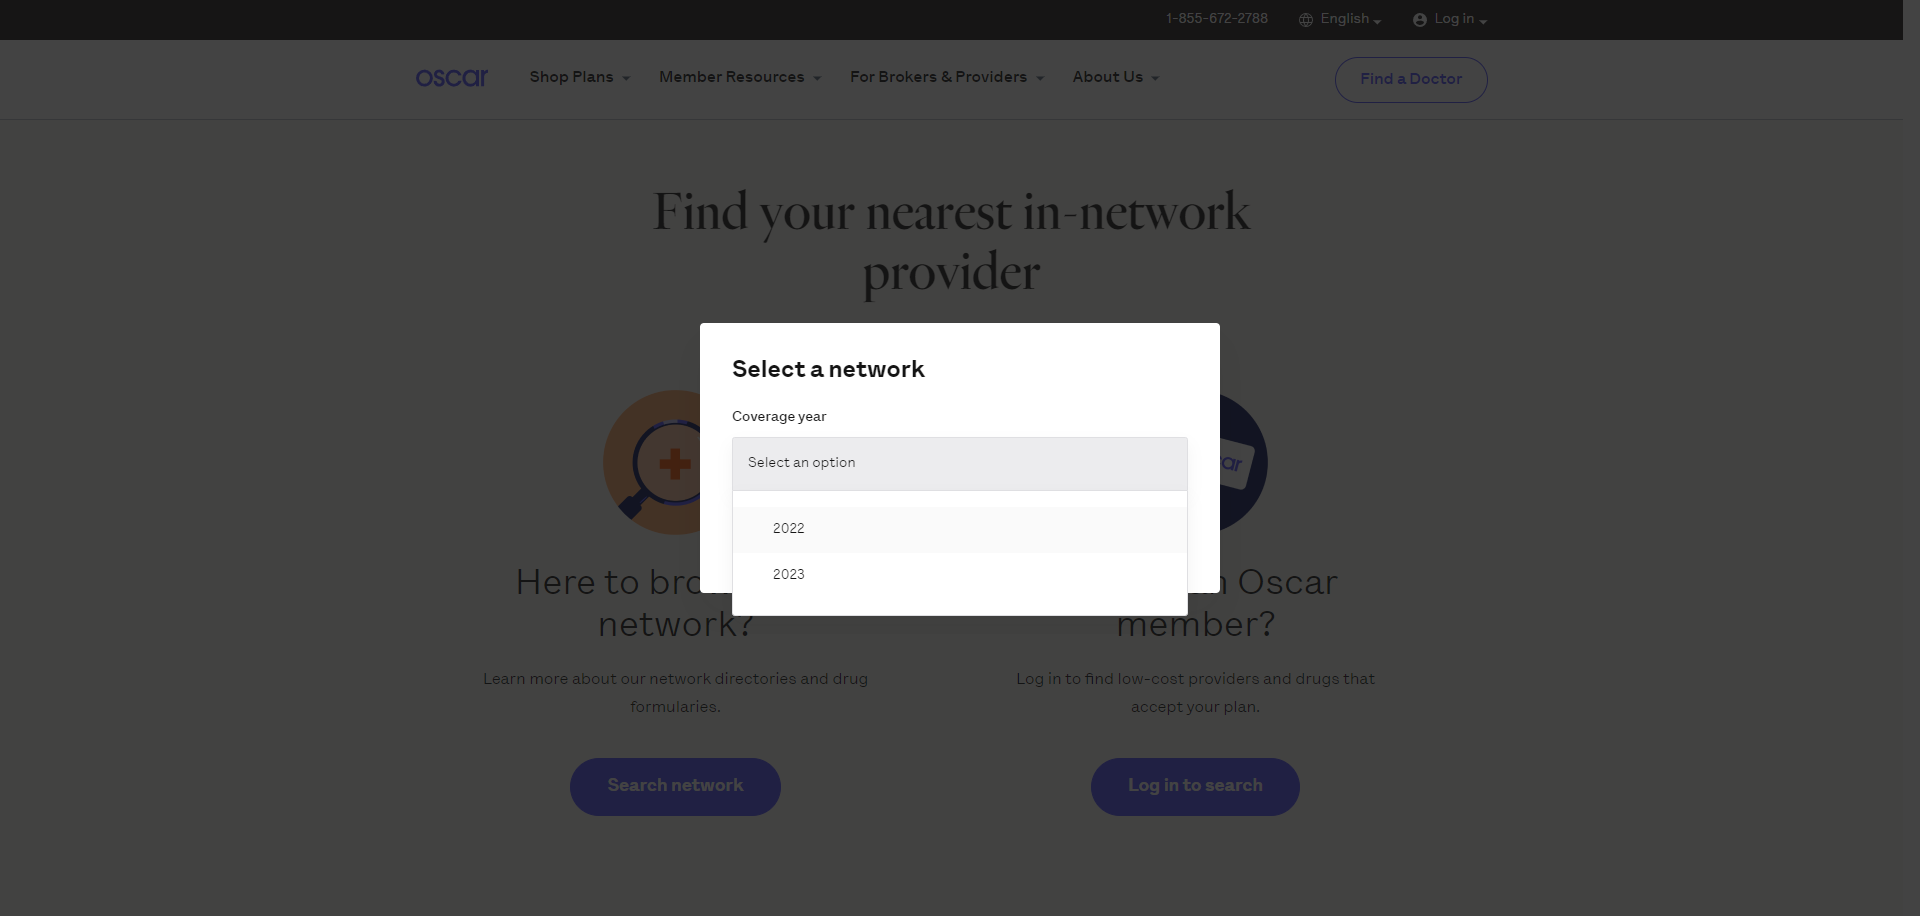 1-855-672-2788 English Log in
oscar Shop Plans Member Resources For Brokers & Providers About Us Find a Doctor
Find your nearest in-network
provider
Select a network
Coverage year
Select an option
2022
2023
Here to
network?
Oscar
member?
Learn more about our network directories and drug
formularies.
Log in to find low-cost providers and drugs that
accept your plan.
Search network
Log in to search